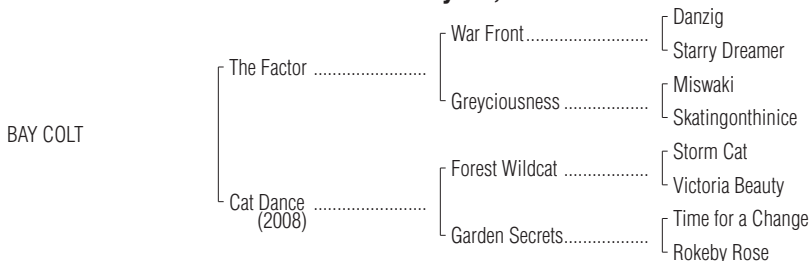 Danzig
War Front........................
Starry Dreamer
The Factor ......................
Miswaki
Greyciousness .................
Skatingonthinice
BAY COLT
Storm Cat
Forest Wildcat .................
Victoria Beauty
Cat Dance ......................
(2008)
Time for a Change
Garden Secrets.................
Rokeby Rose